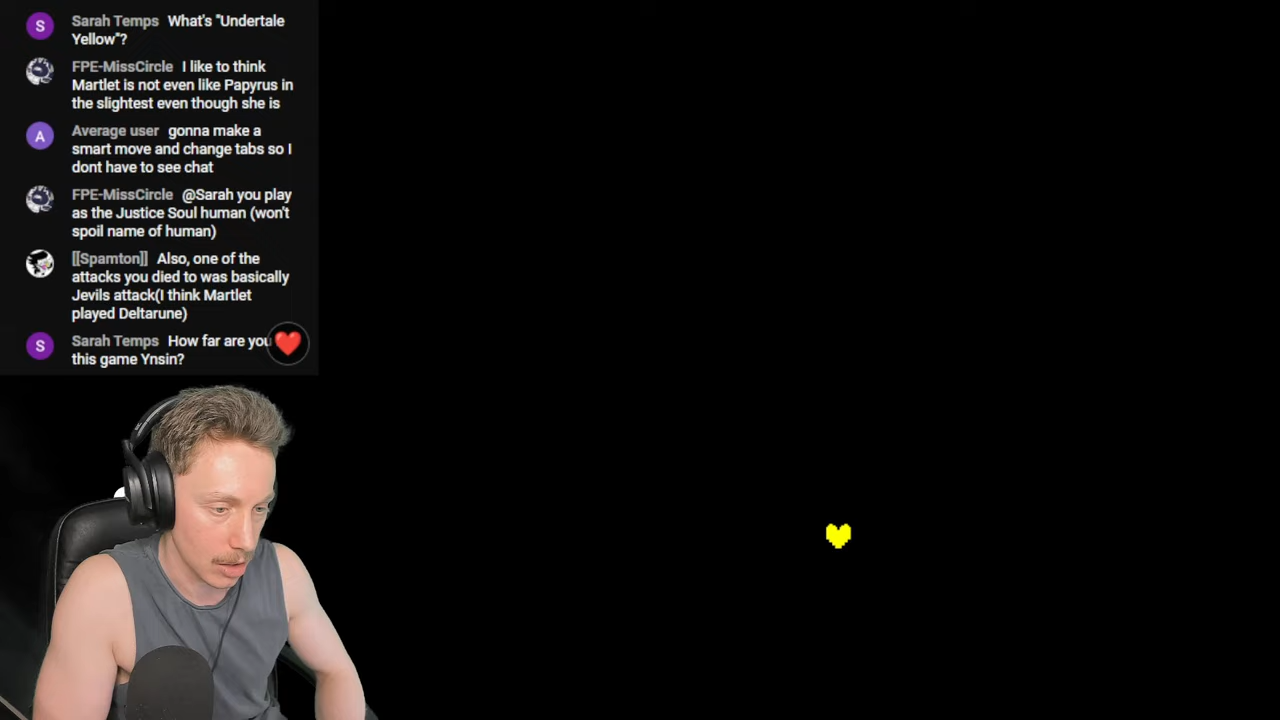 S Sarah Temps What's "Undertale
Yellow"?
FPE-MissCircle I like to think
Martlet is not even like Papyrus in
the slightest even though she is
A Average user gonna make a
smart move and change tabs so I
dont have to see chat
FPE-MissCircle @Sarah you play
as the Justice Soul human (won't
spoil name of human)
[[Spamton]] Also, one of the
attacks you died to was basically
Jevils attack(I think Martlet
played Deltarune)
S Sarah Temps How far are you
this game Ynsin?